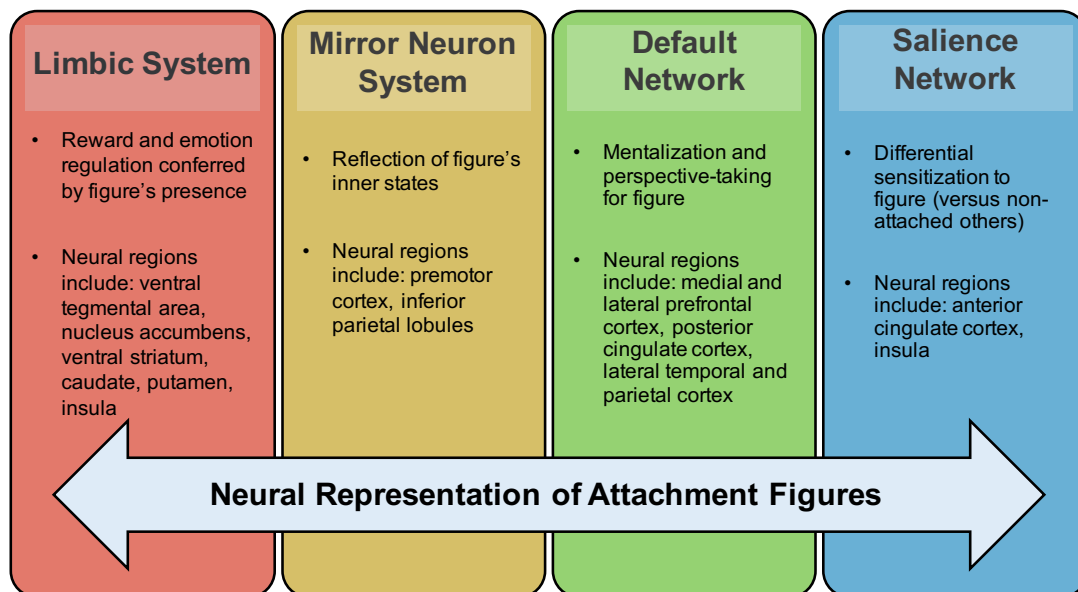 Limbic System
• Reward and emotion
regulation conferred
by figure's presence
• Neural regions
include: ventral
tegmental area,
nucleus accumbens,
ventral striatum,
caudate, putamen,
insula
Mirror Neuron
System
• Reflection of figure's
inner states
• Neural regions
include: premotor
cortex, inferior
parietal lobules
Default
Network
• Mentalization and
perspective-taking
for figure
• Neural regions
include: medial and
lateral prefrontal
cortex, posterior
cingulate cortex,
lateral temporal and
parietal cortex
Salience
Network
• Differential
sensitization to
figure (versus non-
attached others)
• Neural regions
include: anterior
cingulate cortex,
insula
Neural Representation of Attachment Figures